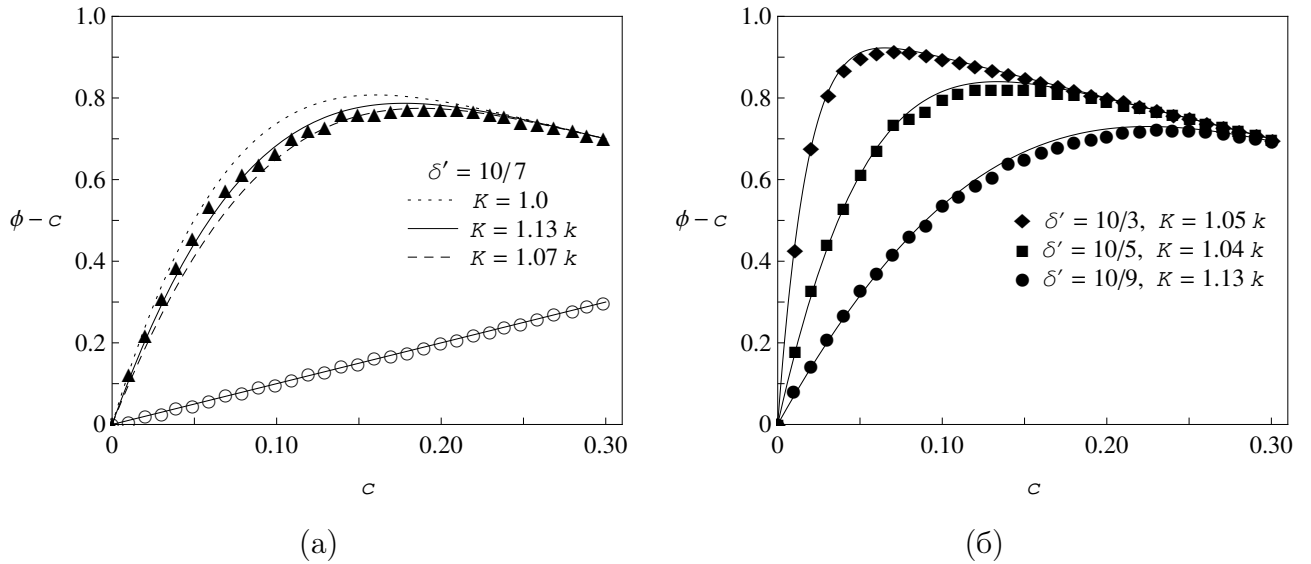 1.0
0.8
0.6
0.4
0.2
0
ϕ − c
δ′ = 10/7
K = 1.0
K = 1.13 k
K = 1.07 k
0 0.10 0.20 0.30
c
(а)
1.0
0.8
0.6
0.4
0.2
0
ϕ − c
δ′ = 10/3, K = 1.05 k
δ′ = 10/5, K = 1.04 k
δ′ = 10/9, K = 1.13 k
0 0.10 0.20 0.30
c
(б)